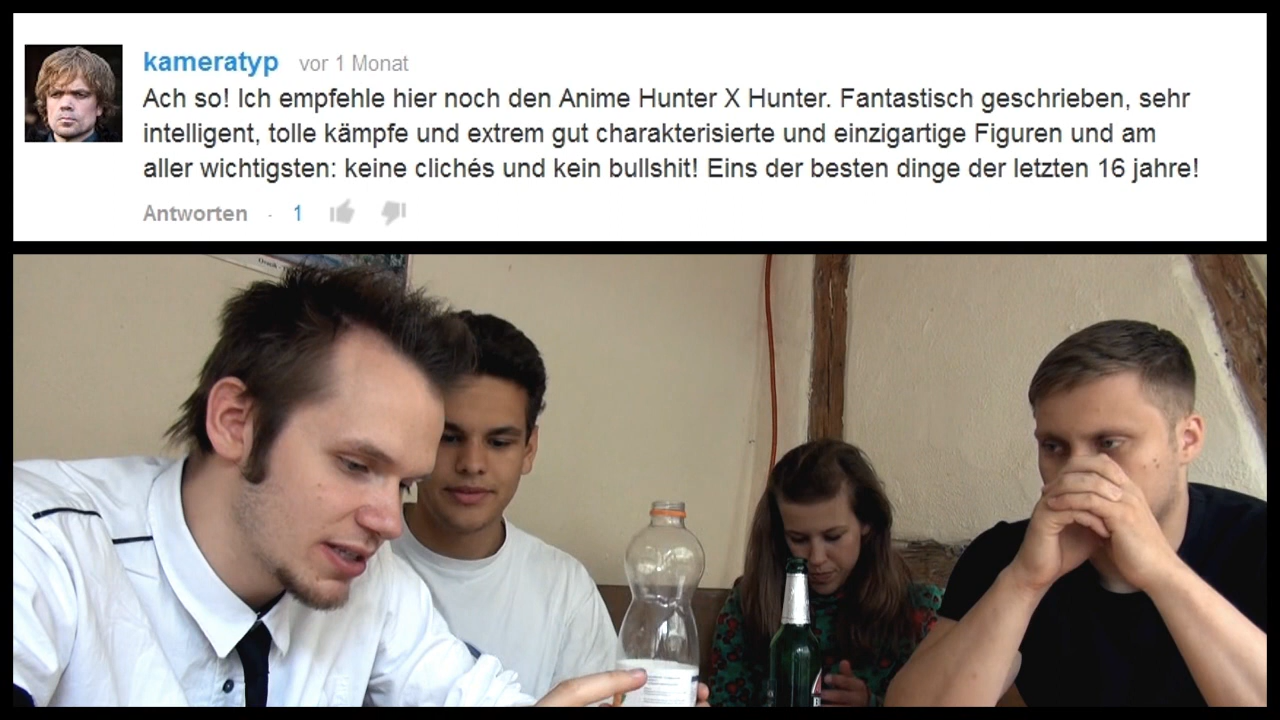 kameratyp vor 1 Monat
Ach so! Ich empfehle hier noch den Anime Hunter X Hunter. Fantastisch geschrieben, sehr
intelligent, tolle kämpfe und extrem gut charakterisierte und einzigartige Figuren und am
aller wichtigsten: keine clichés und kein bullshit! Eins der besten dinge der letzten 16 jahre!
Antworten · 1